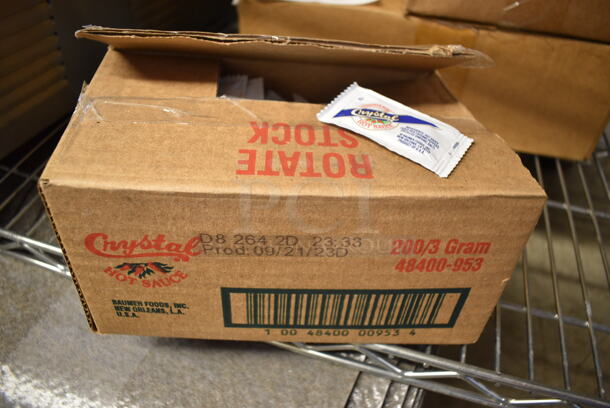 Crystal
HOT SAUCE
ROTATE
STOCK
Crystal
HOT SAUCE
D8 264 2D 23:33
Prod: 09/21/23D
200/3 Gram
48400-953
BAUMER FOODS, INC.
NEW ORLEANS, L.A.
U.S.A.
1 00 48400 00953 4
PCI